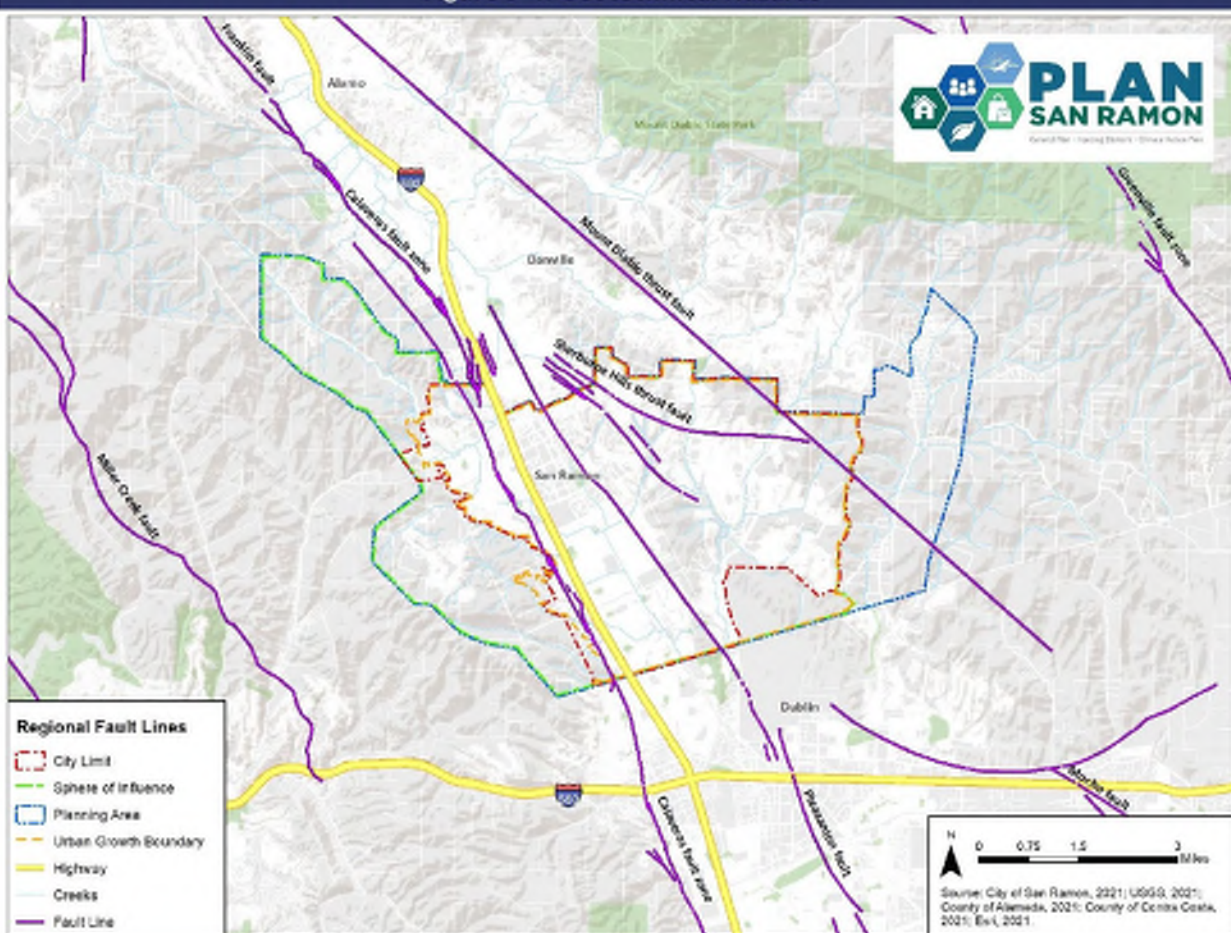 PLAN
SAN RAMON
Franklin fault
Alamo
Mount Diablo State Park
Greenville fault zone
680
Calaveras fault zone
Danville
Mount Diablo thrust fault
Sherburne Hills thrust fault
San Ramon
Miller Creek fault
Dublin
Mocho fault
Pleasanton fault
Calaveras fault zone
Regional Fault Lines
City Limit
Sphere of Influence
Planning Area
Urban Growth Boundary
Highway
Creeks
Fault Line
N
0 0.75 1.5 3
Miles
Source: City of San Ramon, 2021; USGS, 2021;
County of Alameda, 2021; County of Contra Costa,
2021; Esri, 2021.